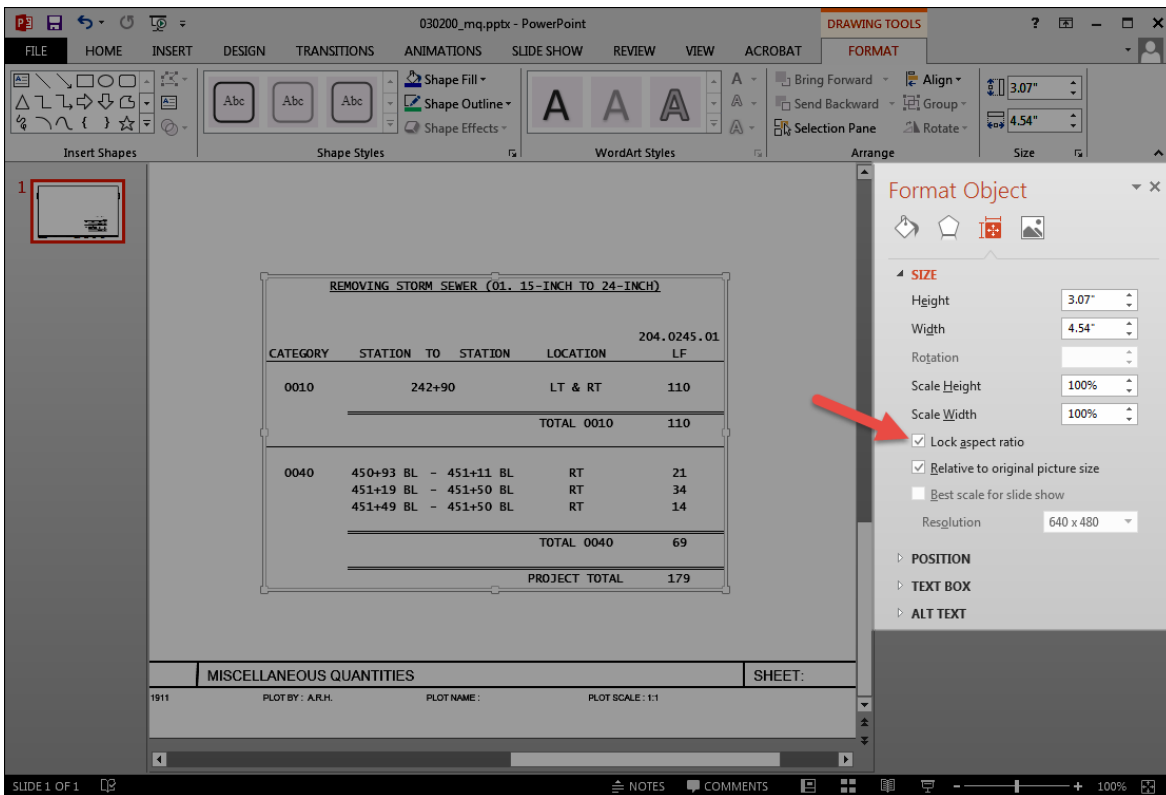 030200_mq.pptx - PowerPoint
DRAWING TOOLS
FILE HOME INSERT DESIGN TRANSITIONS ANIMATIONS SLIDE SHOW REVIEW VIEW ACROBAT FORMAT
Abc Abc Abc
Shape Fill
Shape Outline
Shape Effects
A A A
A
A
A
Bring Forward
Send Backward
Selection Pane
Align
Group
Rotate
3.07"
4.54"
Insert Shapes Shape Styles WordArt Styles Arrange Size
1
REMOVING STORM SEWER (01. 15-INCH TO 24-INCH)
204.0245.01
CATEGORY STATION TO STATION LOCATION LF
0010 242+90 LT & RT 110
TOTAL 0010 110
0040 450+93 BL - 451+11 BL RT 21
451+19 BL - 451+50 BL RT 34
451+49 BL - 451+50 BL RT 14
TOTAL 0040 69
PROJECT TOTAL 179
MISCELLANEOUS QUANTITIES SHEET:
1911 PLOT BY : A.R.H. PLOT NAME : PLOT SCALE : 1:1
Format Object
SIZE
Height 3.07"
Width 4.54"
Rotation
Scale Height 100%
Scale Width 100%
Lock aspect ratio
Relative to original picture size
Best scale for slide show
Resolution 640 x 480
POSITION
TEXT BOX
ALT TEXT
SLIDE 1 OF 1 NOTES COMMENTS 100%